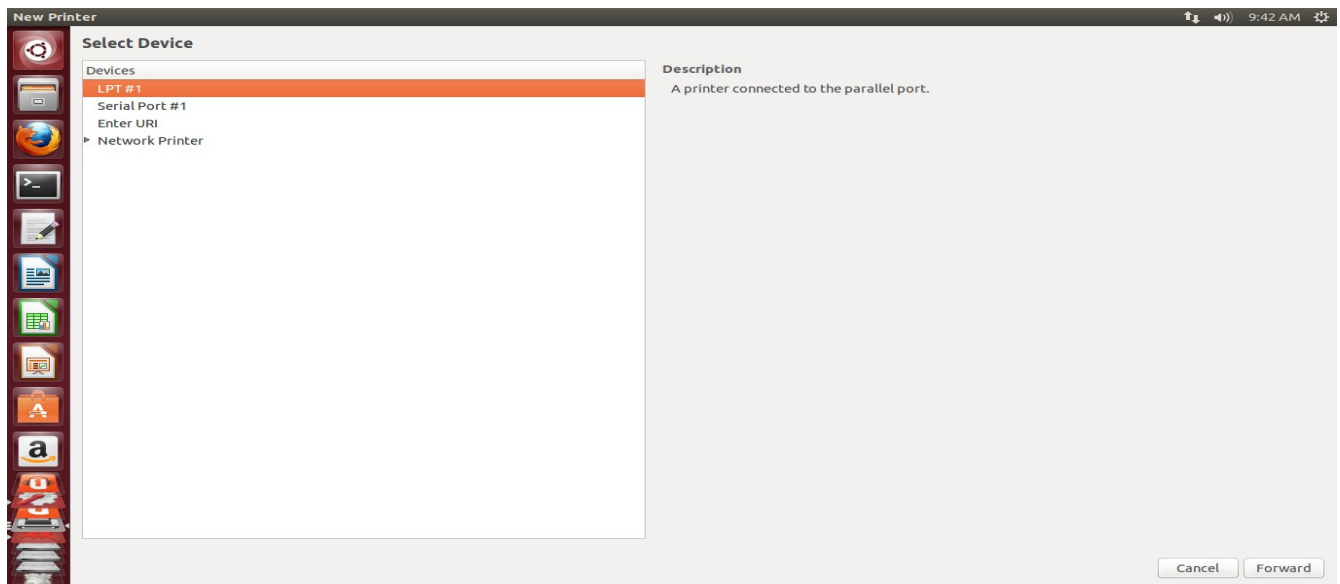 New Printer
9:42 AM
Select Device
Devices
Description
LPT #1
A printer connected to the parallel port.
Serial Port #1
Enter URI
Network Printer
>_
A
a
Cancel
Forward